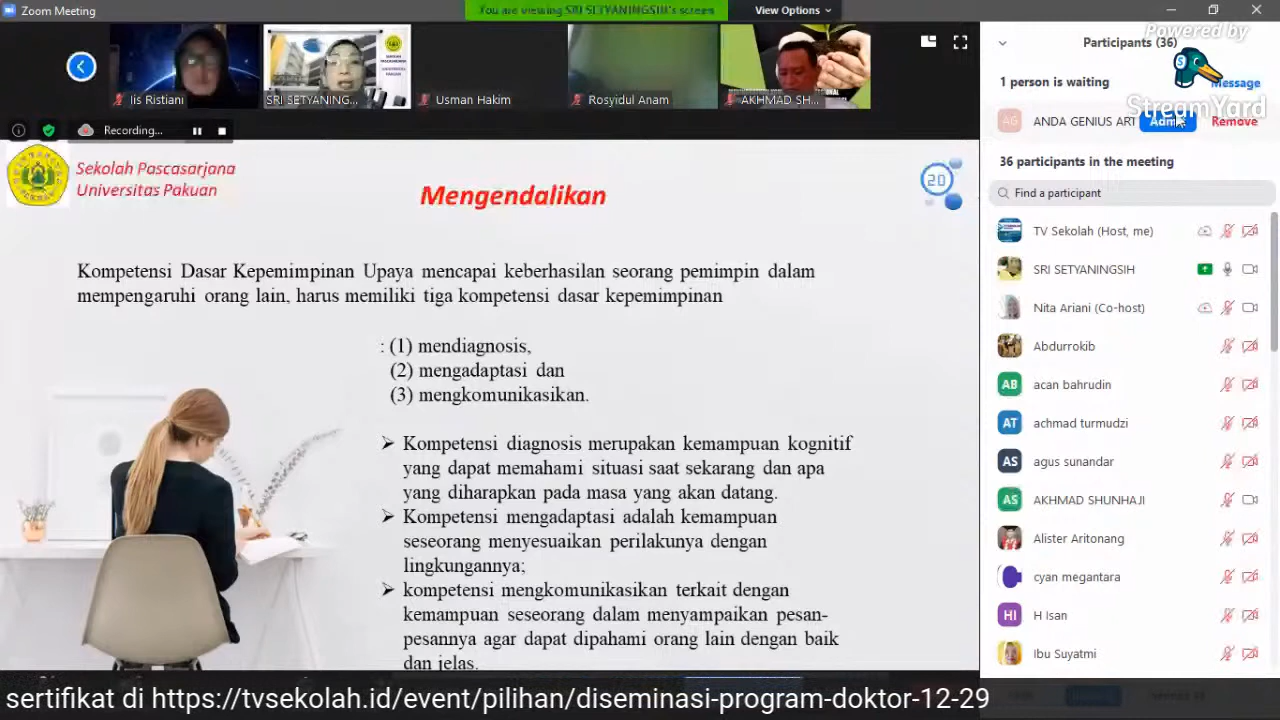 Zoom Meeting
You are viewing SRI SETYANINGSIH's screen
View Options
Iis Ristiani
SRI SETYANING...
Usman Hakim
Rosyidul Anam
AKHMAD SH...
Recording...
Sekolah Pascasarjana
Universitas Pakuan
Mengendalikan
20
Kompetensi Dasar Kepemimpinan Upaya mencapai keberhasilan seorang pemimpin dalam
mempengaruhi orang lain, harus memiliki tiga kompetensi dasar kepemimpinan
: (1) mendiagnosis,
(2) mengadaptasi dan
(3) mengkomunikasikan.
➢ Kompetensi diagnosis merupakan kemampuan kognitif
yang dapat memahami situasi saat sekarang dan apa
yang diharapkan pada masa yang akan datang.
➢ Kompetensi mengadaptasi adalah kemampuan
seseorang menyesuaikan perilakunya dengan
lingkungannya;
➢ kompetensi mengkomunikasikan terkait dengan
kemampuan seseorang dalam menyampaikan pesan-
pesannya agar dapat dipahami orang lain dengan baik
dan jelas.
Participants (36)
Powered by
StreamYard
1 person is waiting
Message
AG
ANDA GENIUS ART
Admit
Remove
36 participants in the meeting
Find a participant
TV Sekolah (Host, me)
SRI SETYANINGSIH
Nita Ariani (Co-host)
Abdurrokib
AB
acan bahrudin
AT
achmad turmudzi
AS
agus sunandar
AS
AKHMAD SHUNHAJI
Alister Aritonang
cyan megantara
HI
H Isan
Ibu Suyatmi
sertifikat di https://tvsekolah.id/event/pilihan/diseminasi-program-doktor-12-29